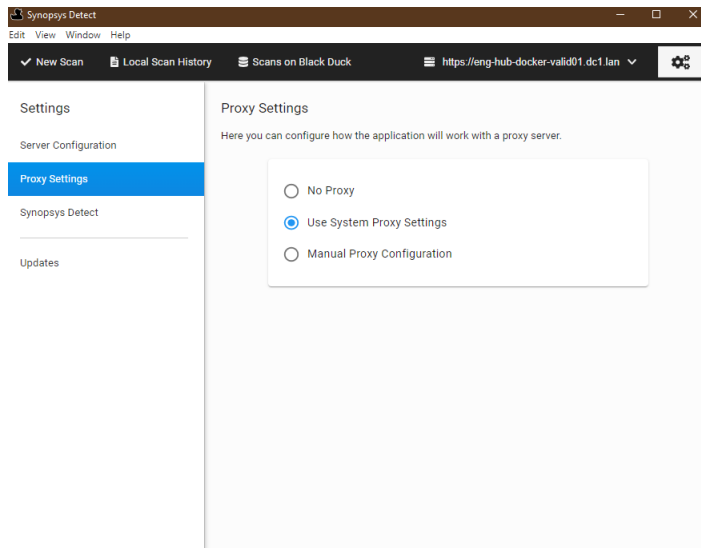 Synopsys Detect
Edit View Window Help
New Scan Local Scan History Scans on Black Duck https://eng-hub-docker-valid01.dc1.lan
Settings
Server Configuration
Proxy Settings
Synopsys Detect
Updates
Proxy Settings
Here you can configure how the application will work with a proxy server.
No Proxy
Use System Proxy Settings
Manual Proxy Configuration